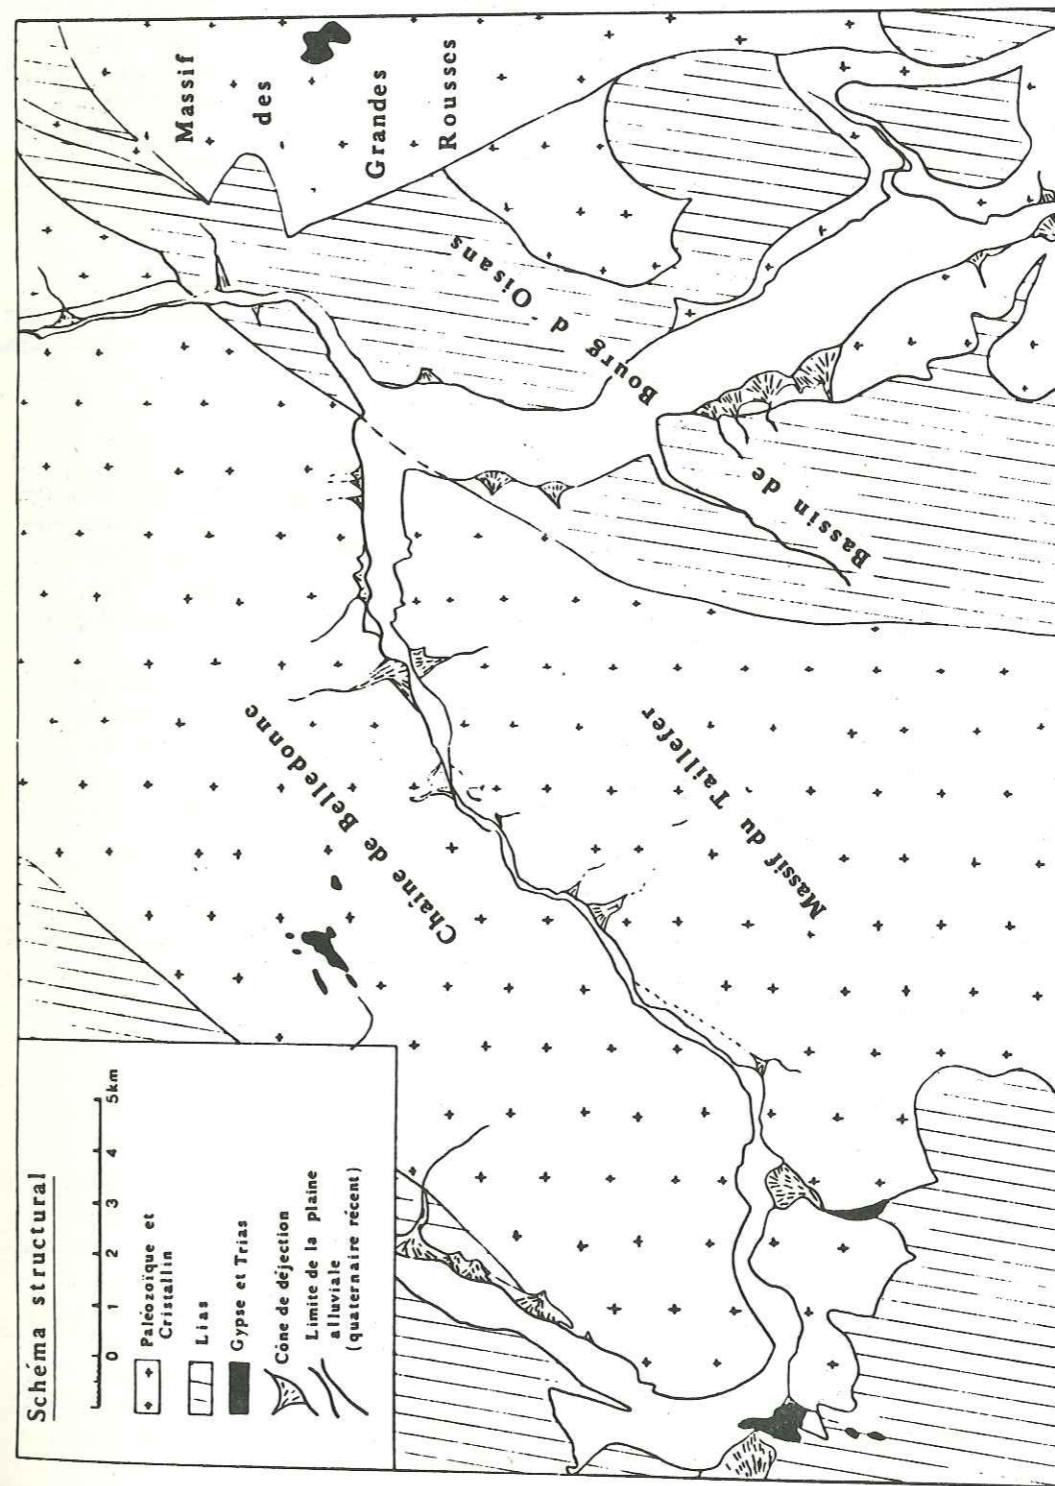 Schéma structural
0 1 2 3 4 5km
Paléozoïque et
Cristallin
Lias
Gypse et Trias
Cône de déjection
Limite de la plaine
alluviale
(quaternaire récent)
Chaîne de Belledonne
Massif du Taillefer
Massif
des
Grandes
Rousses
Bassin de Bourg d'Oisans